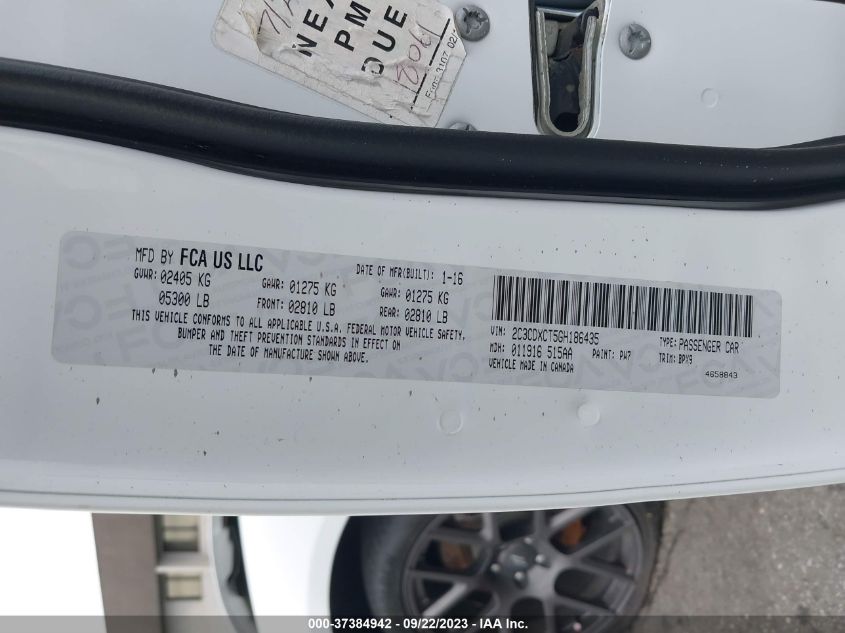 NEX
PM
DUE
806
MFD BY FCA US LLC
DATE OF MFR(BUILT): 1-16
GVWR: 02405 KG
GAWR: 01275 KG
GAWR: 01275 KG
05300 LB
FRONT: 02810 LB
REAR: 02810 LB
THIS VEHICLE CONFORMS TO ALL APPLICABLE U.S.A. FEDERAL MOTOR VEHICLE SAFETY,
BUMPER AND THEFT PREVENTION STANDARDS IN EFFECT ON
THE DATE OF MANUFACTURE SHOWN ABOVE.
VIN: 2C3CDXCT5GH186435
TYPE: PASSENGER CAR
MDH: 011916 515AA
PAINT: PW7
TRIM: BPX9
VEHICLE MADE IN CANADA
4658843
000-37384942 - 09/22/2023 - Copyright © IAA, Inc.